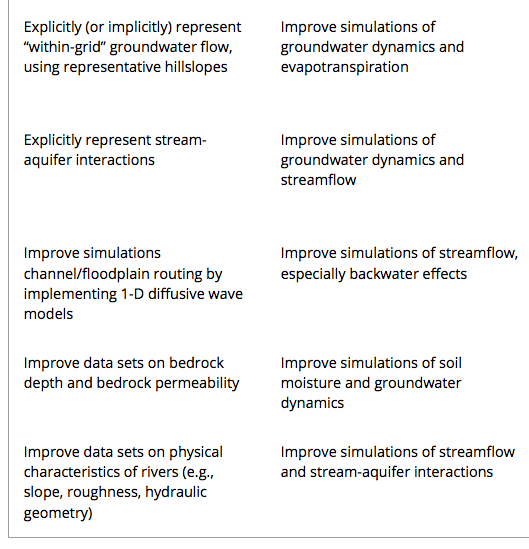 Explicitly (or implicitly) represent
“within-grid” groundwater flow,
using representative hillslopes
Improve simulations of
groundwater dynamics and
evapotranspiration
Explicitly represent stream-
aquifer interactions
Improve simulations of
groundwater dynamics and
streamflow
Improve simulations
channel/floodplain routing by
implementing 1-D diffusive wave
models
Improve simulations of streamflow,
especially backwater effects
Improve data sets on bedrock
depth and bedrock permeability
Improve simulations of soil
moisture and groundwater
dynamics
Improve data sets on physical
characteristics of rivers (e.g.,
slope, roughness, hydraulic
geometry)
Improve simulations of streamflow
and stream-aquifer interactions